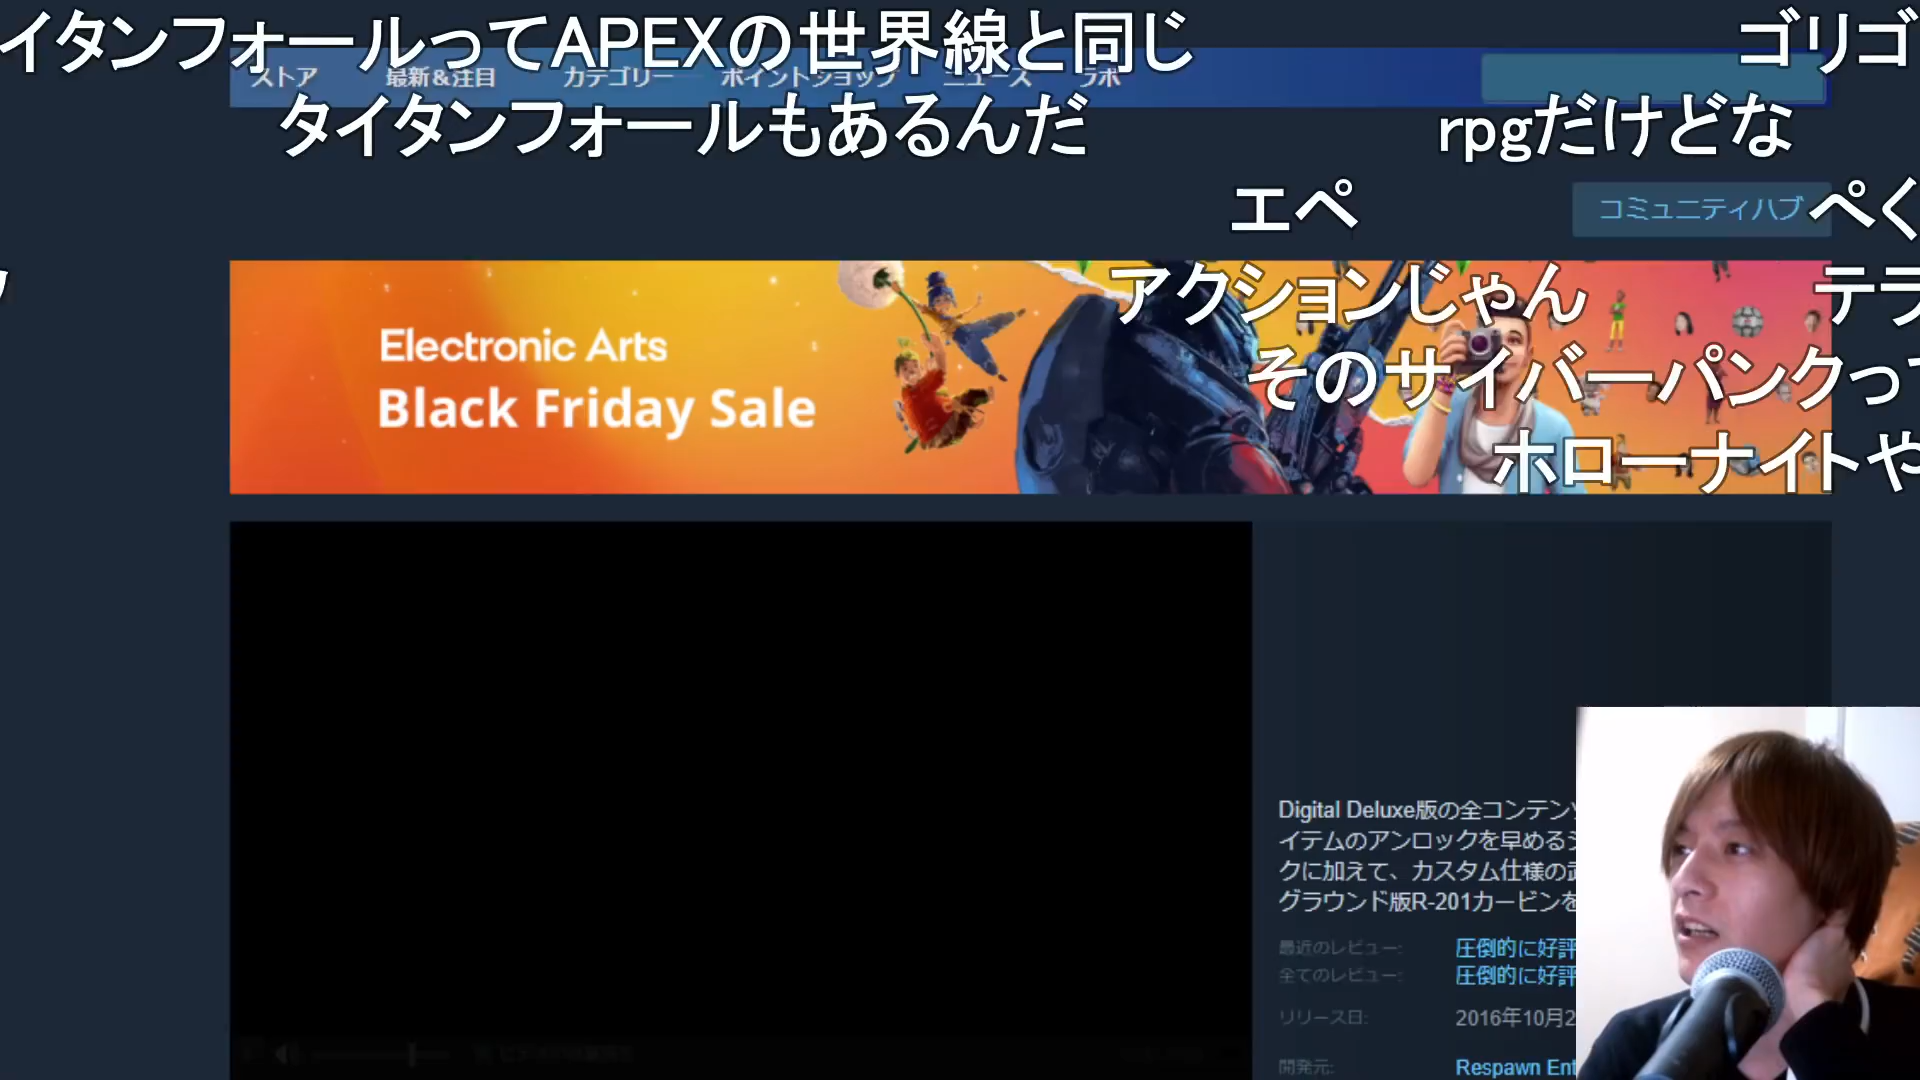 イタンフォールってAPEXの世界線と同じ
ゴリゴ
ストア 最新&注目 カテゴリー ポイントショップ ニュース ラボ
タイタンフォールもあるんだ
rpgだけどな
エペ
コミュニティハブ
ぺく
アクションじゃん
テラ
Electronic Arts
Black Friday Sale
そのサイバーパンクって
ホローナイトや
Digital Deluxe版の全コンテン
イテムのアンロックを早める
クに加えて、カスタム仕様の武
グラウンド版R-201カービンを
最近のレビュー: 圧倒的に好評
全てのレビュー: 圧倒的に好評
リリース日: 2016年10月2
開発元: Respawn Ent